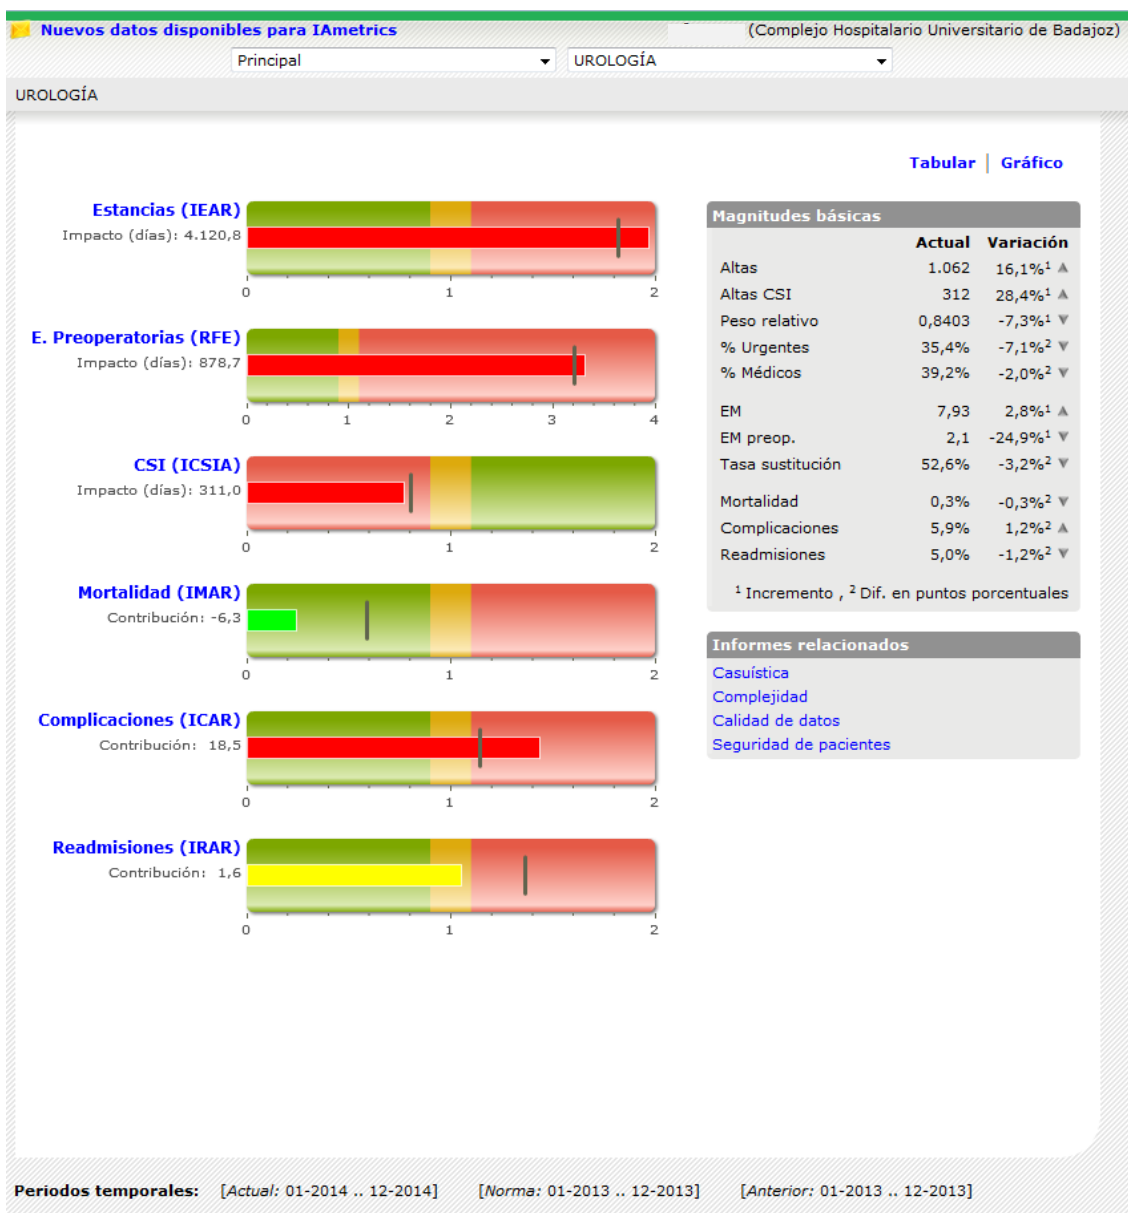 Nuevos datos disponibles para IAmetrics
(Complejo Hospitalario Universitario de Badajoz)
Principal
UROLOGÍA
UROLOGÍA
Tabular | Gráfico
Estancias (IEAR)
Impacto (días): 4.120,8
0 1 2
E. Preoperatorias (RFE)
Impacto (días): 878,7
0 1 2 3 4
CSI (ICSIA)
Impacto (días): 311,0
0 1 2
Mortalidad (IMAR)
Contribución: -6,3
0 1 2
Complicaciones (ICAR)
Contribución: 18,5
0 1 2
Readmisiones (IRAR)
Contribución: 1,6
0 1 2
Magnitudes básicas
Actual Variación
Altas 1.062 16,1%¹ ▲
Altas CSI 312 28,4%¹ ▲
Peso relativo 0,8403 -7,3%¹ ▼
% Urgentes 35,4% -7,1%² ▼
% Médicos 39,2% -2,0%² ▼
EM 7,93 2,8%¹ ▲
EM preop. 2,1 -24,9%¹ ▼
Tasa sustitución 52,6% -3,2%² ▼
Mortalidad 0,3% -0,3%² ▼
Complicaciones 5,9% 1,2%² ▲
Readmisiones 5,0% -1,2%² ▼
¹ Incremento , ² Dif. en puntos porcentuales
Informes relacionados
Casuística
Complejidad
Calidad de datos
Seguridad de pacientes
Periodos temporales: [Actual: 01-2014 .. 12-2014] [Norma: 01-2013 .. 12-2013] [Anterior: 01-2013 .. 12-2013]